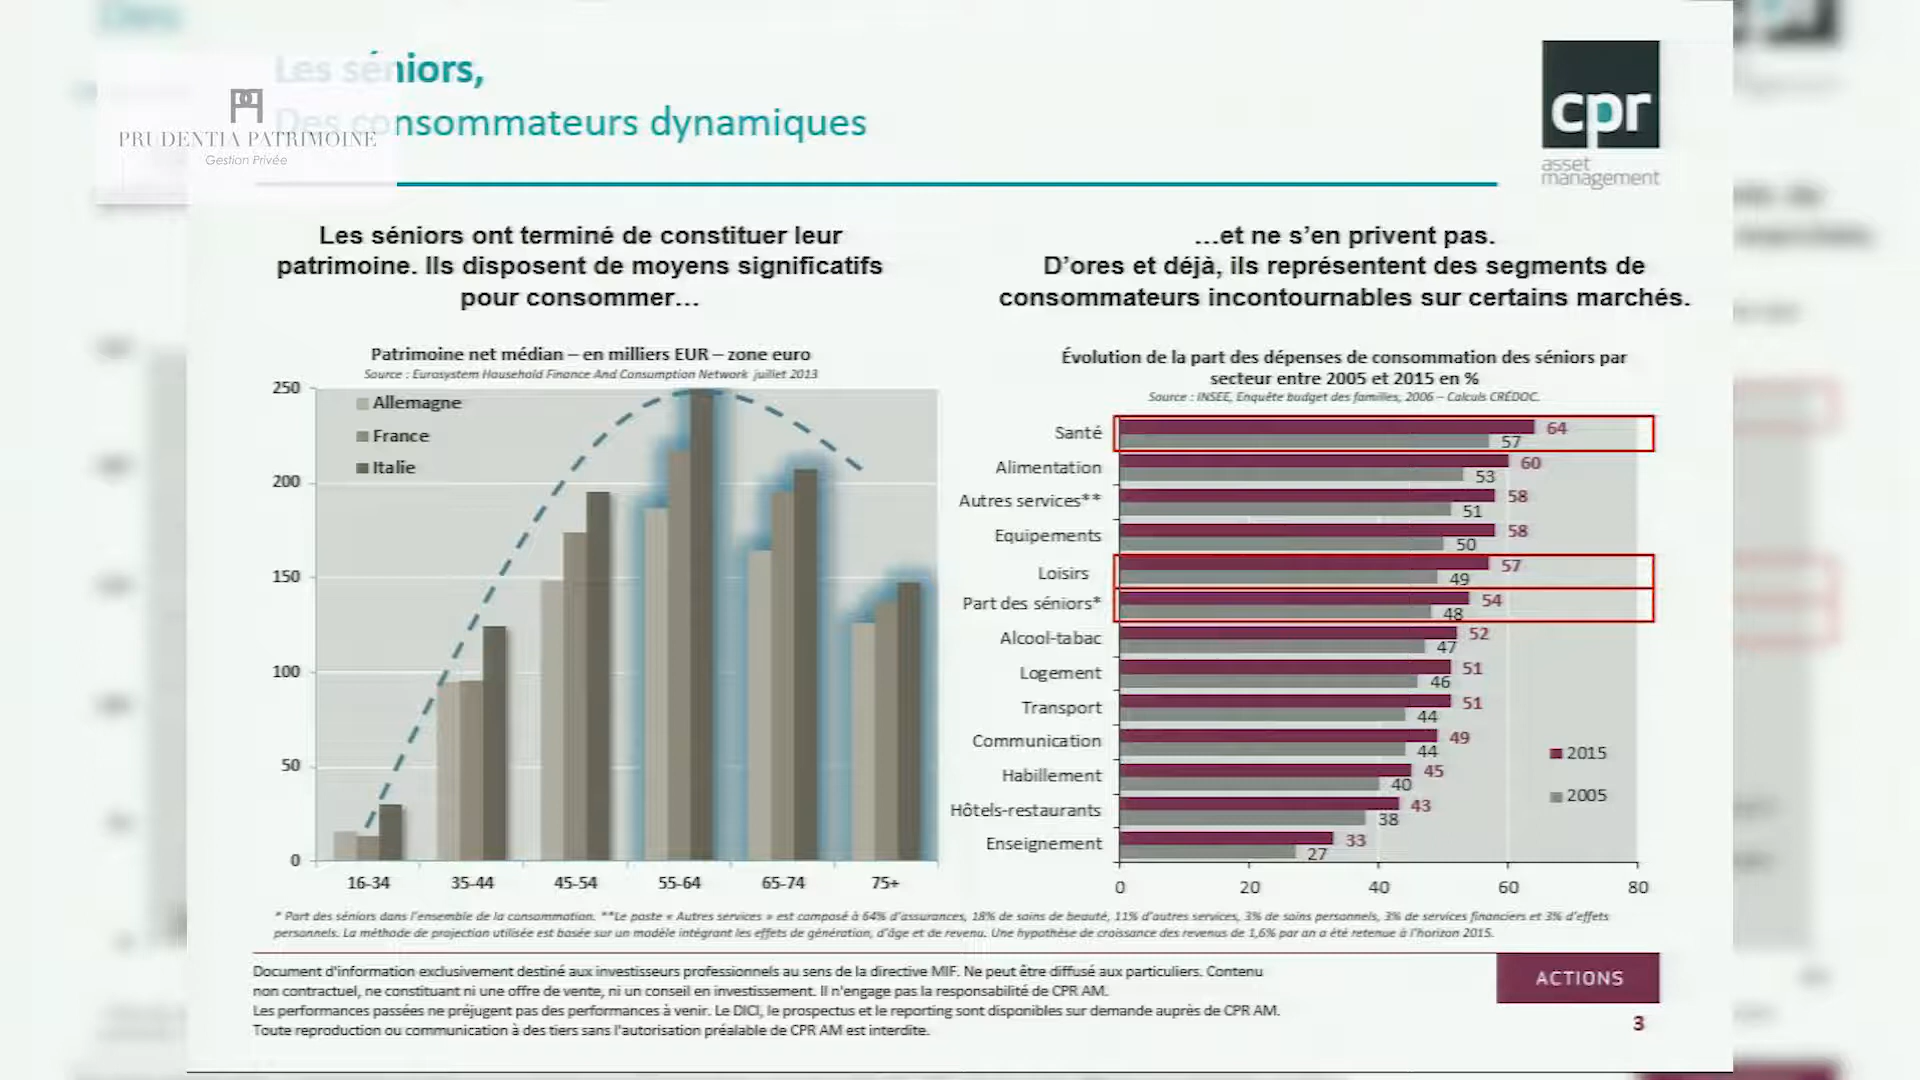 Les séniors,
Des consommateurs dynamiques
PRUDENTIA PATRIMOINE
Gestion Privée
cpr
asset
management
Les séniors ont terminé de constituer leur
patrimoine. Ils disposent de moyens significatifs
pour consommer…
…et ne s'en privent pas.
D'ores et déjà, ils représentent des segments de
consommateurs incontournables sur certains marchés.
Patrimoine net médian – en milliers EUR – zone euro
Source : Eurosystem Household Finance And Consumption Network juillet 2013
250
200
150
100
50
0
Allemagne
France
Italie
16-34 35-44 45-54 55-64 65-74 75+
Évolution de la part des dépenses de consommation des séniors par
secteur entre 2005 et 2015 en %
Source : INSEE, Enquête budget des familles, 2006 – Calculs CRÉDOC.
Santé 64 57
Alimentation 60 53
Autres services** 58 51
Equipements 58 50
Loisirs 57 49
Part des séniors* 54 48
Alcool-tabac 52 47
Logement 51 46
Transport 51 44
Communication 49 44
Habillement 45 40
Hôtels-restaurants 43 38
Enseignement 33 27
2015
2005
0 20 40 60 80
* Part des séniors dans l'ensemble de la consommation. **Le poste « Autres services » est composé à 64% d'assurances, 18% de soins de beauté, 11% d'autres services, 3% de soins personnels, 3% de services financiers et 3% d'effets
personnels. La méthode de projection utilisée est basée sur un modèle intégrant les effets de génération, d'âge et de revenu. Une hypothèse de croissance des revenus de 1,6% par an a été retenue à l'horizon 2015.
Document d'information exclusivement destiné aux investisseurs professionnels au sens de la directive MIF. Ne peut être diffusé aux particuliers. Contenu
non contractuel, ne constituant ni une offre de vente, ni un conseil en investissement. Il n'engage pas la responsabilité de CPR AM.
Les performances passées ne préjugent pas des performances à venir. Le DICI, le prospectus et le reporting sont disponibles sur demande auprès de CPR AM.
Toute reproduction ou communication à des tiers sans l'autorisation préalable de CPR AM est interdite.
ACTIONS
3